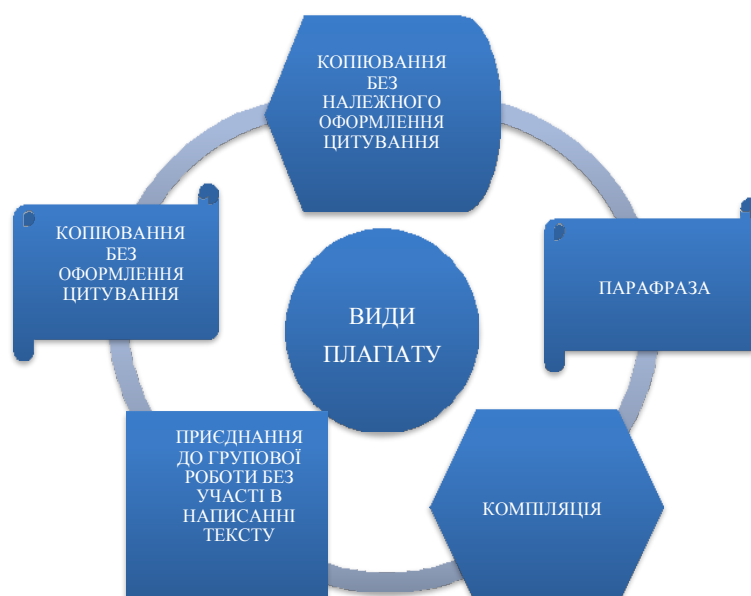 КОПІЮВАННЯ
БЕЗ
НАЛЕЖНОГО
ОФОРМЛЕННЯ
ЦИТУВАННЯ
КОПІЮВАННЯ
БЕЗ
ОФОРМЛЕННЯ
ЦИТУВАННЯ
ПАРАФРАЗА
ВИДИ
ПЛАГІАТУ
ПРИЄДНАННЯ
ДО ГРУПОВОЇ
РОБОТИ БЕЗ
УЧАСТІ В
НАПИСАННІ
ТЕКСТУ
КОМПІЛЯЦІЯ